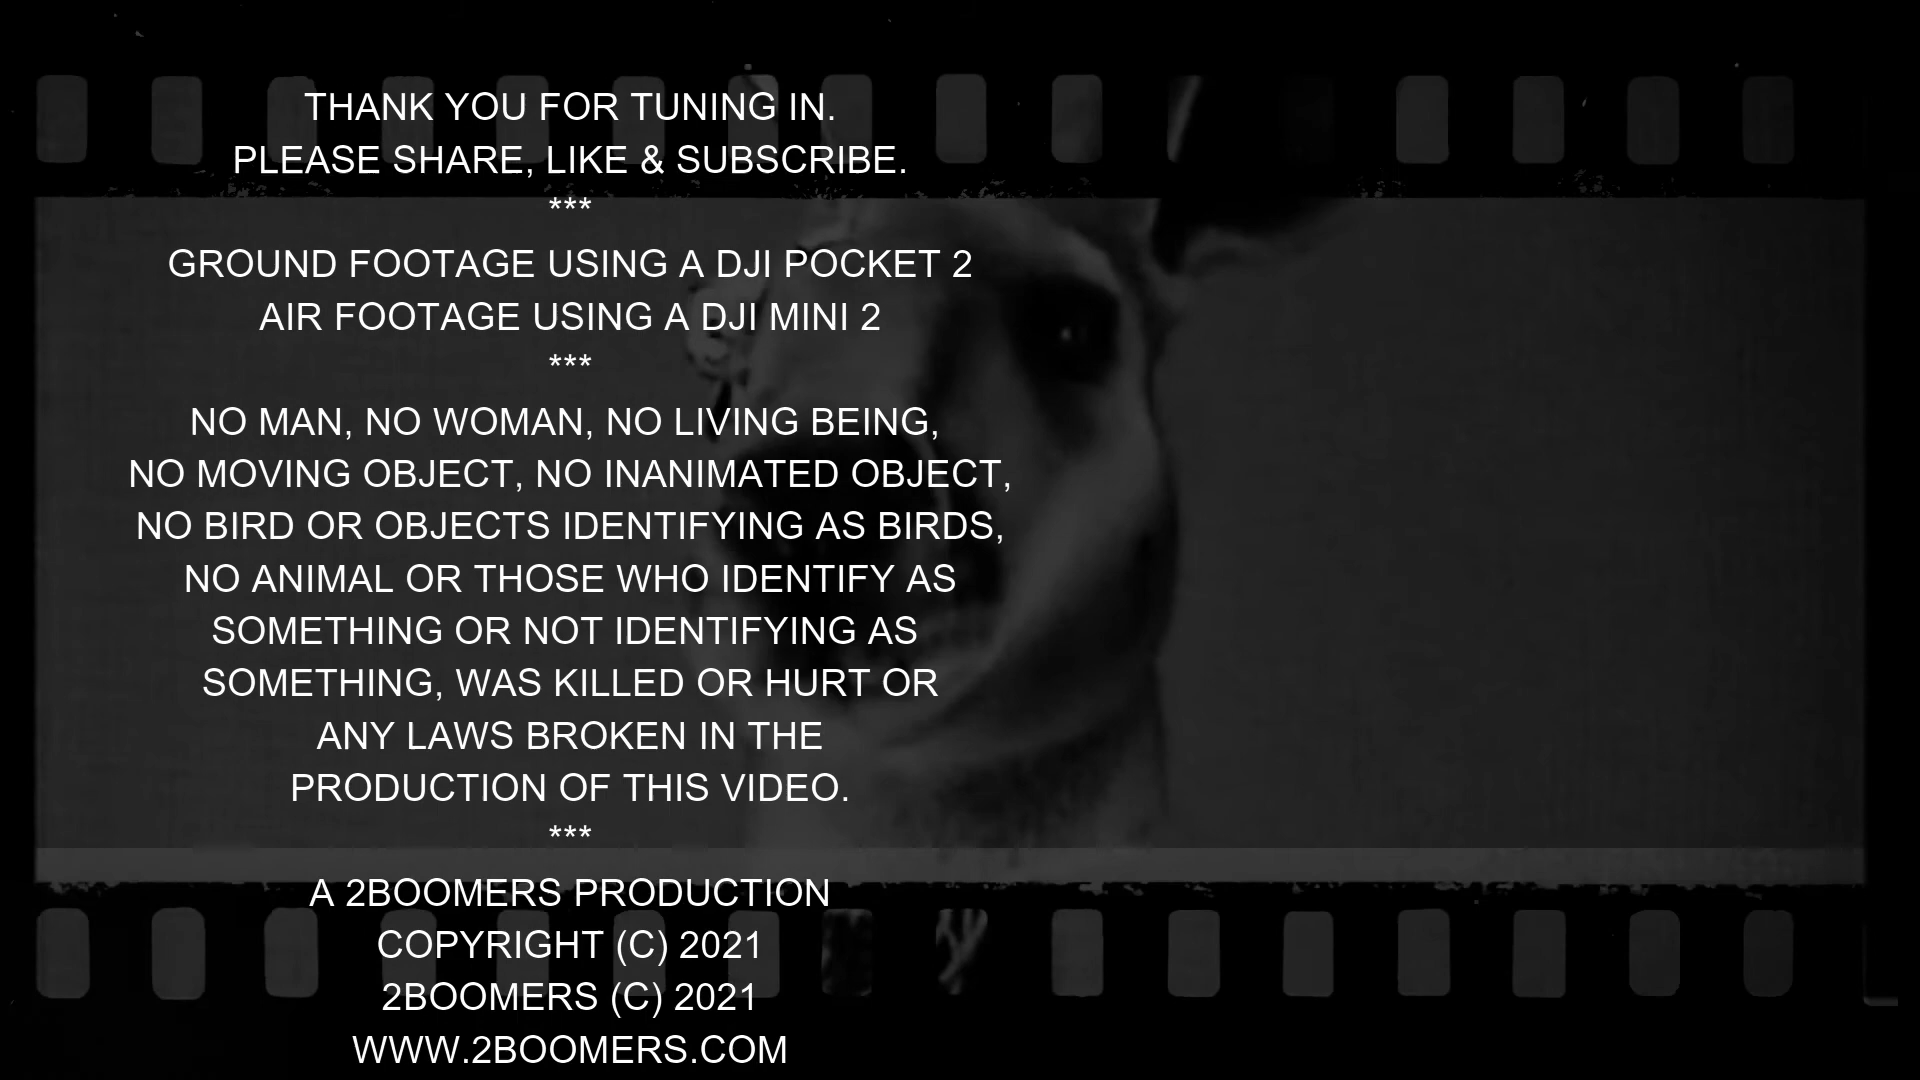 THANK YOU FOR TUNING IN.
PLEASE SHARE, LIKE & SUBSCRIBE.
***
GROUND FOOTAGE USING A DJI POCKET 2
AIR FOOTAGE USING A DJI MINI 2
***
NO MAN, NO WOMAN, NO LIVING BEING,
NO MOVING OBJECT, NO INANIMATED OBJECT,
NO BIRD OR OBJECTS IDENTIFYING AS BIRDS,
NO ANIMAL OR THOSE WHO IDENTIFY AS
SOMETHING OR NOT IDENTIFYING AS
SOMETHING, WAS KILLED OR HURT OR
ANY LAWS BROKEN IN THE
PRODUCTION OF THIS VIDEO.
***
A 2BOOMERS PRODUCTION
COPYRIGHT (C) 2021
2BOOMERS (C) 2021
WWW.2BOOMERS.COM